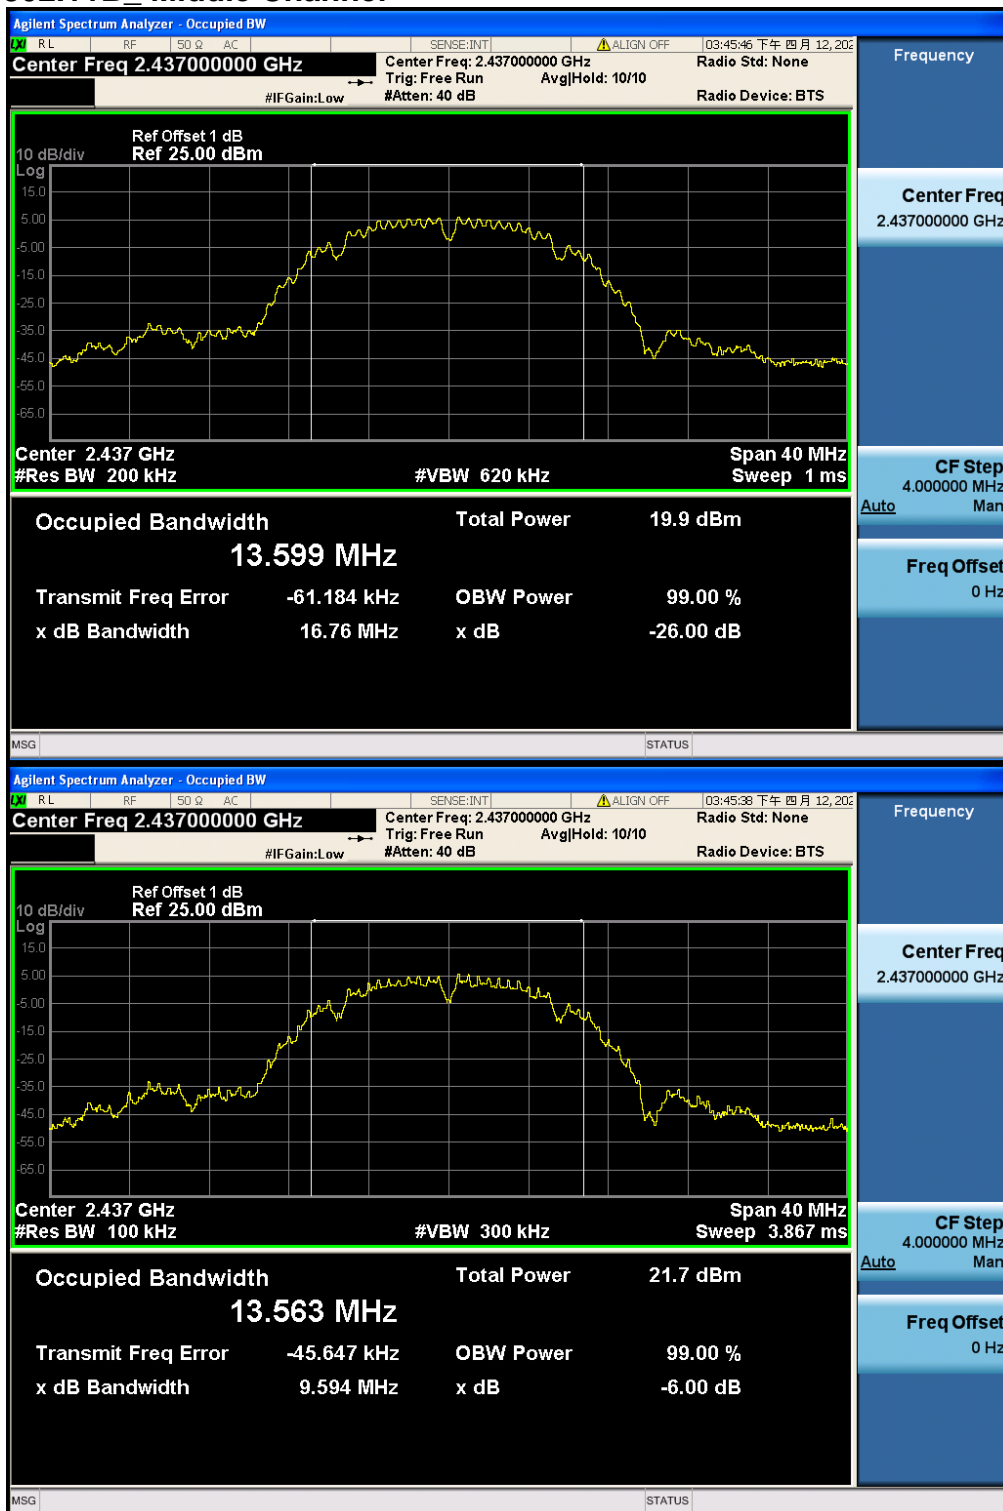 Agilent Spectrum Analyzer - Occupied BW
LXI RL RF 50 Ω AC SENSE:INT ALIGN OFF 03:45:46 下午 四月 12, 202
Center Freq 2.437000000 GHz
Center Freq: 2.437000000 GHz
Radio Std: None
Trig: Free Run Avg|Hold: 10/10
#IFGain:Low #Atten: 40 dB Radio Device: BTS
Frequency
Ref Offset 1 dB
10 dB/div Ref 25.00 dBm
Log
15.0
5.00
-5.00
-15.0
-25.0
-35.0
-45.0
-55.0
-65.0
Center 2.437 GHz Span 40 MHz
#Res BW 200 kHz #VBW 620 kHz Sweep 1 ms
Occupied Bandwidth Total Power 19.9 dBm
13.599 MHz
Transmit Freq Error -61.184 kHz OBW Power 99.00 %
x dB Bandwidth 16.76 MHz x dB -26.00 dB
Center Freq
2.437000000 GHz
CF Step
4.000000 MHz
Auto Man
Freq Offset
0 Hz
MSG STATUS
Agilent Spectrum Analyzer - Occupied BW
LXI RL RF 50 Ω AC SENSE:INT ALIGN OFF 03:45:38 下午 四月 12, 202
Center Freq 2.437000000 GHz
Center Freq: 2.437000000 GHz
Radio Std: None
Trig: Free Run Avg|Hold: 10/10
#IFGain:Low #Atten: 40 dB Radio Device: BTS
Frequency
Ref Offset 1 dB
10 dB/div Ref 25.00 dBm
Log
15.0
5.00
-5.00
-15.0
-25.0
-35.0
-45.0
-55.0
-65.0
Center 2.437 GHz Span 40 MHz
#Res BW 100 kHz #VBW 300 kHz Sweep 3.867 ms
Occupied Bandwidth Total Power 21.7 dBm
13.563 MHz
Transmit Freq Error -45.647 kHz OBW Power 99.00 %
x dB Bandwidth 9.594 MHz x dB -6.00 dB
Center Freq
2.437000000 GHz
CF Step
4.000000 MHz
Auto Man
Freq Offset
0 Hz
MSG STATUS